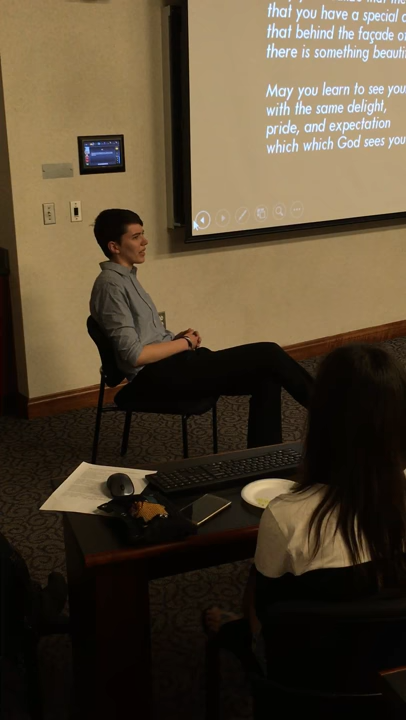 that you have a special
that behind the façade of
there is something beauti
May you learn to see you
with the same delight,
pride, and expectation
which which God sees you